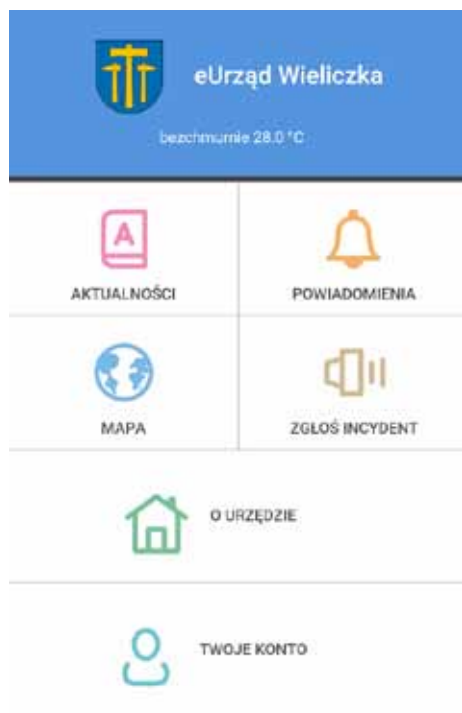 eUrząd Wieliczka
bezchmurnie 28.0 °C
A
AKTUALNOŚCI
POWIADOMIENIA
MAPA
ZGŁOŚ INCYDENT
O URZĘDZIE
TWOJE KONTO